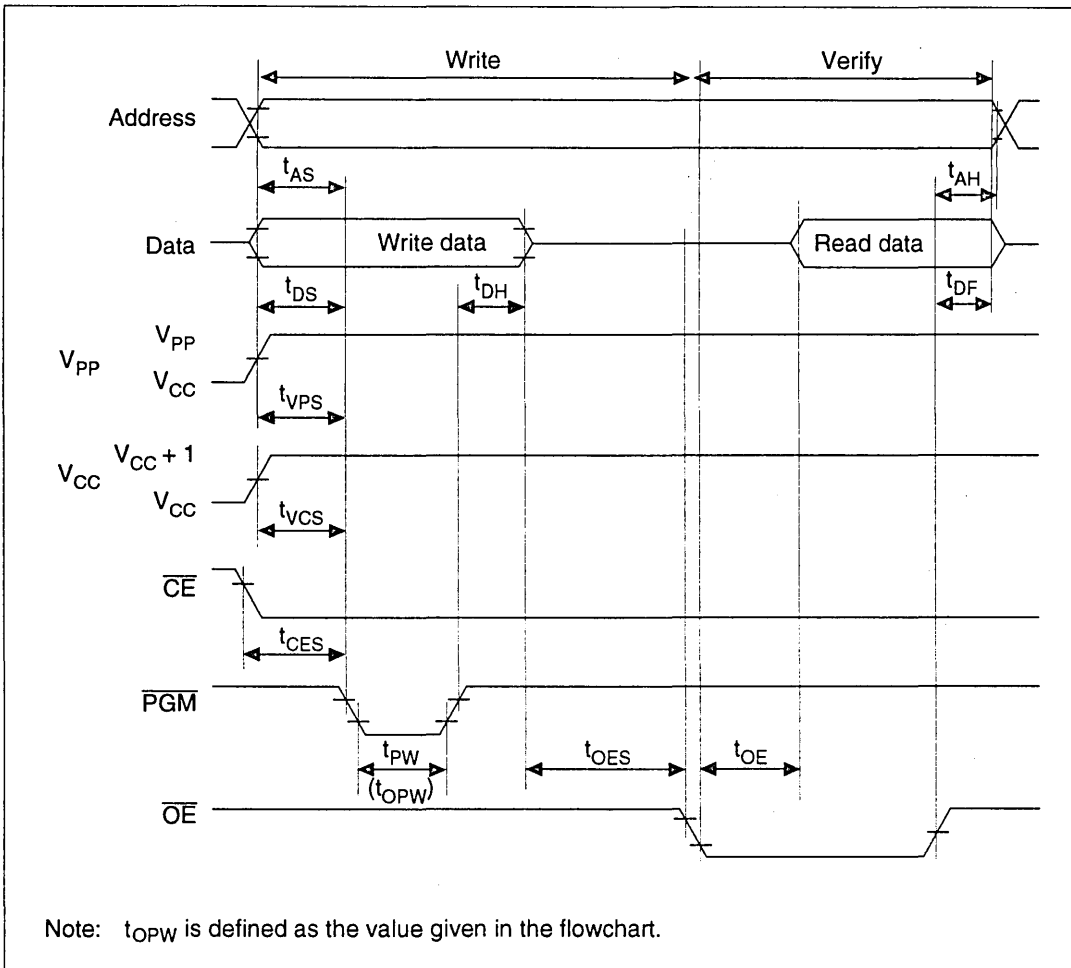 Write Verify
Address
tAS tAH
Data Write data Read data
tDS tDH tDF
VPP
VPP
VCC
tVPS
VCC + 1
VCC
VCC
tVCS
CE
tCES
PGM
tPW tOES tOE
(tOPW)
OE
Note: tOPW is defined as the value given in the flowchart.